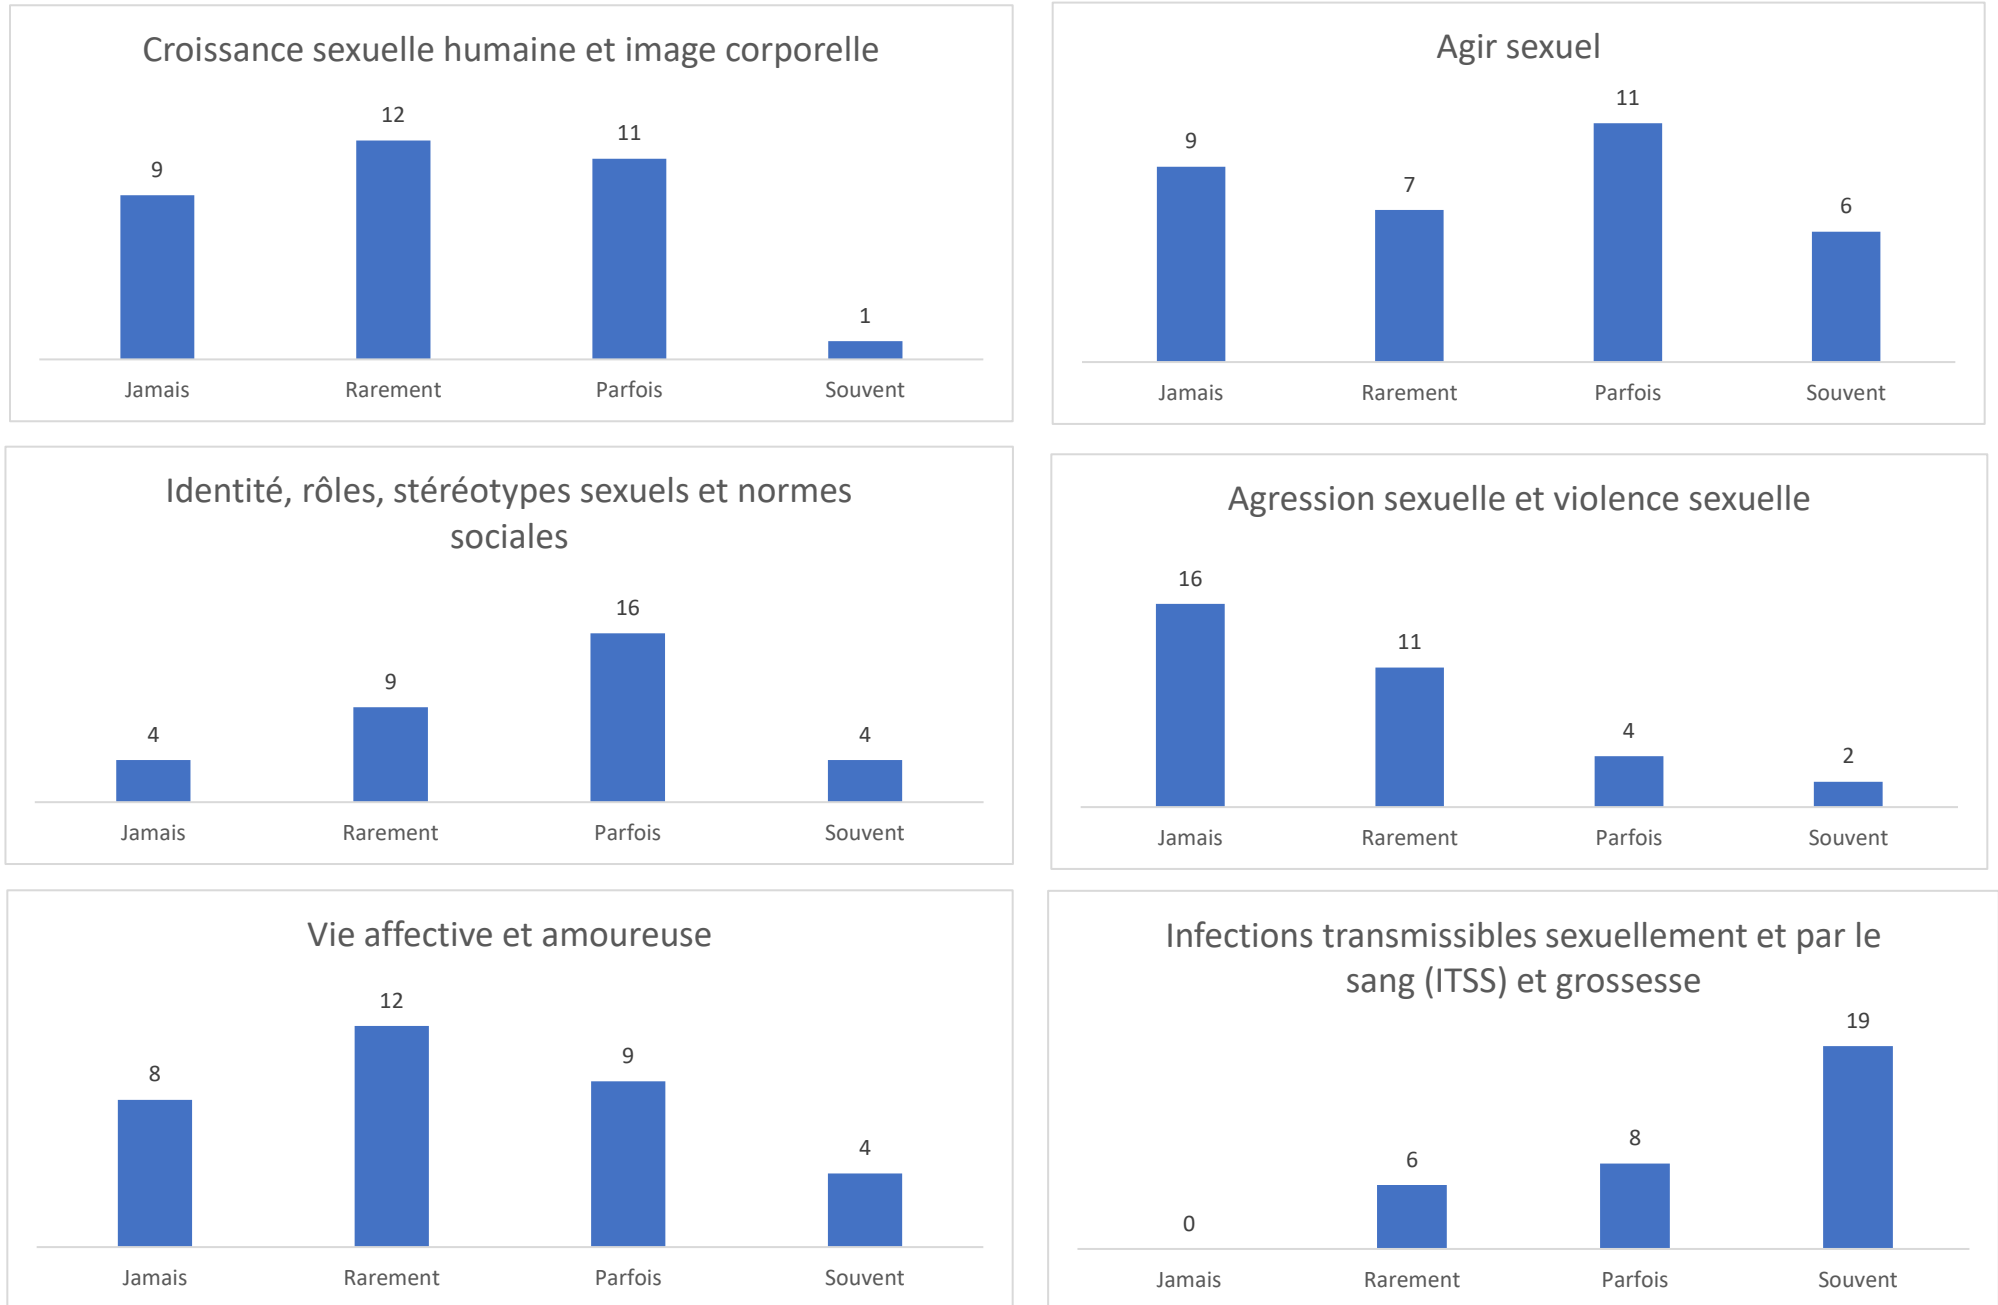 Croissance sexuelle humaine et image corporelle
9
12
11
1
Jamais
Rarement
Parfois
Souvent
Agir sexuel
9
7
11
6
Jamais
Rarement
Parfois
Souvent
Identité, rôles, stéréotypes sexuels et normes
sociales
4
9
16
4
Jamais
Rarement
Parfois
Souvent
Agression sexuelle et violence sexuelle
16
11
4
2
Jamais
Rarement
Parfois
Souvent
Vie affective et amoureuse
8
12
9
4
Jamais
Rarement
Parfois
Souvent
Infections transmissibles sexuellement et par le
sang (ITSS) et grossesse
0
6
8
19
Jamais
Rarement
Parfois
Souvent